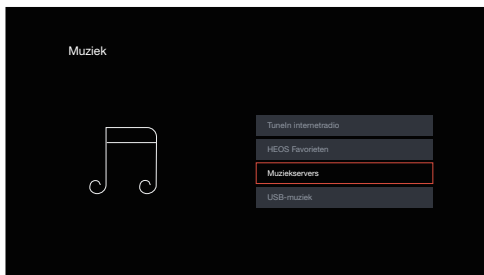 Muziek
TuneIn internetradio
HEOS Favorieten
Muziekservers
USB-muziek